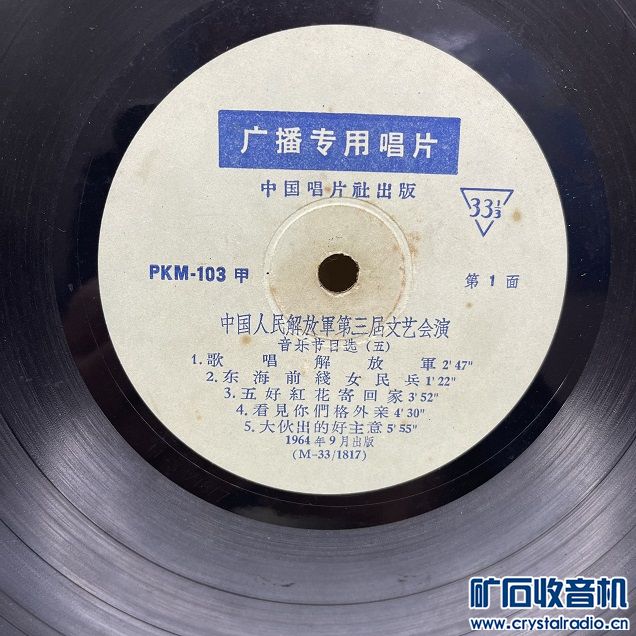 广播专用唱片
中国唱片社出版
33⅓
PKM-103 甲
第 1 面
中国人民解放軍第三届文艺会演
音乐节目选 (五)
1. 歌唱解放軍 2′47″
2. 东海前綫女民兵 1′22″
3. 五好紅花寄回家 3′52″
4. 看見你們格外亲 4′30″
5. 大伙出的好主意 5′55″
1964 年 9 月出版
(M-33/1817)
矿石收音机
www.crystalradio.cn